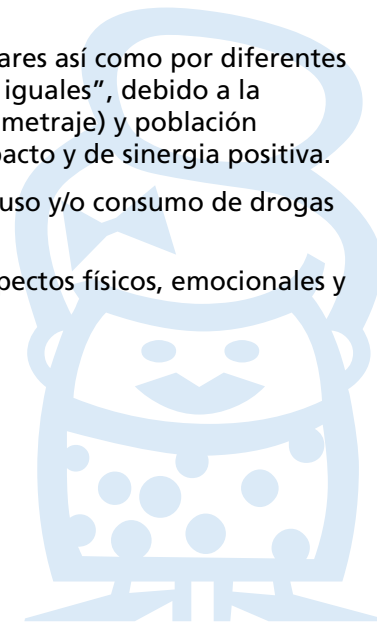 ares así como por diferentes
iguales”, debido a la
metraje) y población
pacto y de sinergia positiva.
uso y/o consumo de drogas
pectos físicos, emocionales y